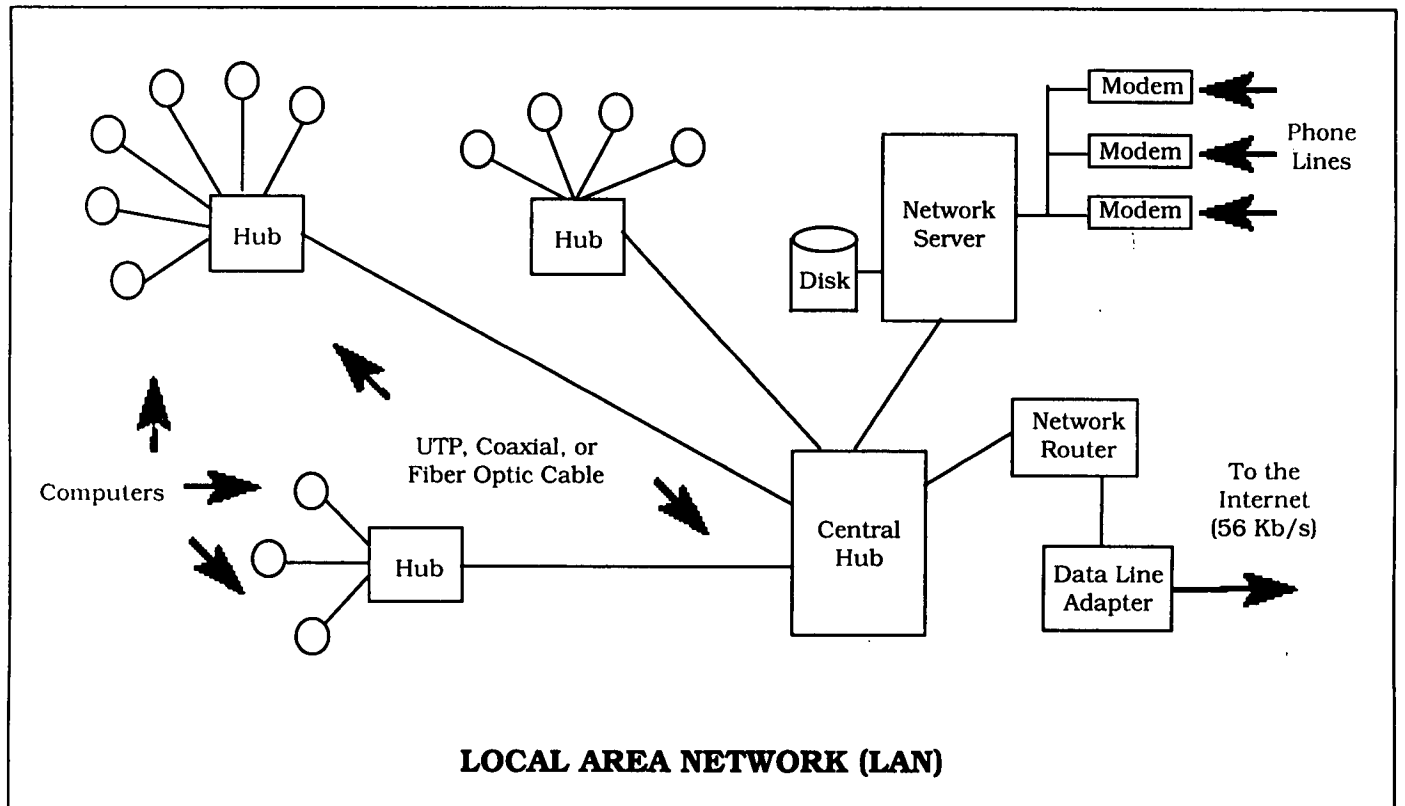 Modem
Modem
Modem
Phone
Lines
Hub
Hub
Network
Server
Disk
UTP, Coaxial, or
Fiber Optic Cable
Computers
Hub
Central
Hub
Network
Router
To the
Internet
(56 Kb/s)
Data Line
Adapter
LOCAL AREA NETWORK (LAN)